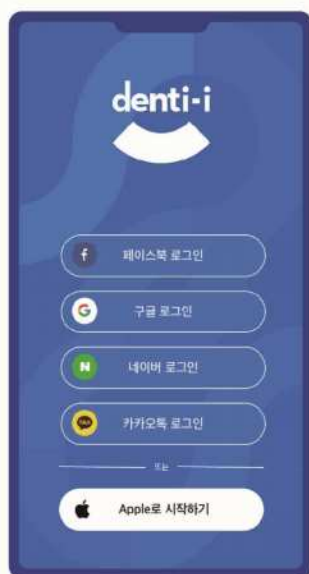 denti-i
페이스북 로그인
구글 로그인
네이버 로그인
카카오톡 로그인
또는
Apple로 시작하기